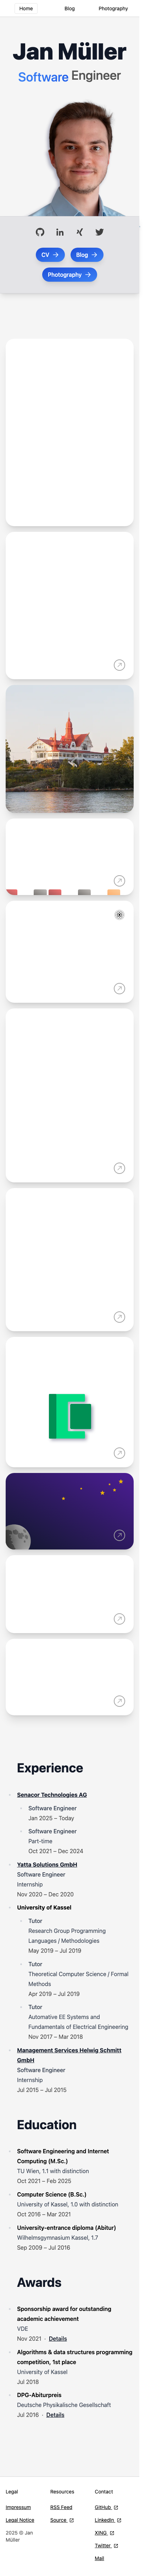 Home Blog Photography
Jan Müller
Software Engineer
CV
Blog
Photography
Experience
Senacor Technologies AG
Software Engineer
Jan 2025 – Today
Software Engineer
Part-time
Oct 2021 – Dec 2024
Yatta Solutions GmbH
Software Engineer
Internship
Nov 2020 – Dec 2020
University of Kassel
Tutor
Research Group Programming
Languages / Methodologies
May 2019 – Jul 2019
Tutor
Theoretical Computer Science / Formal
Methods
Apr 2019 – Jul 2019
Tutor
Automotive EE Systems and
Fundamentals of Electrical Engineering
Nov 2017 – Mar 2018
Management Services Helwig Schmitt
GmbH
Software Engineer
Internship
Jul 2015 – Jul 2015
Education
Software Engineering and Internet
Computing (M.Sc.)
TU Wien, 1.1 with distinction
Oct 2021 – Feb 2025
Computer Science (B.Sc.)
University of Kassel, 1.0 with distinction
Oct 2016 – Mar 2021
University-entrance diploma (Abitur)
Wilhelmsgymnasium Kassel, 1.7
Sep 2009 – Jul 2016
Awards
Sponsorship award for outstanding
academic achievement
VDE
Nov 2021 · Details
Algorithms & data structures programming
competition, 1st place
University of Kassel
Jul 2018
DPG-Abiturpreis
Deutsche Physikalische Gesellschaft
Jul 2016 · Details
Legal
Impressum
Legal Notice
2025 © Jan
Müller
Resources
RSS Feed
Source
Contact
GitHub
LinkedIn
XING
Twitter
Mail